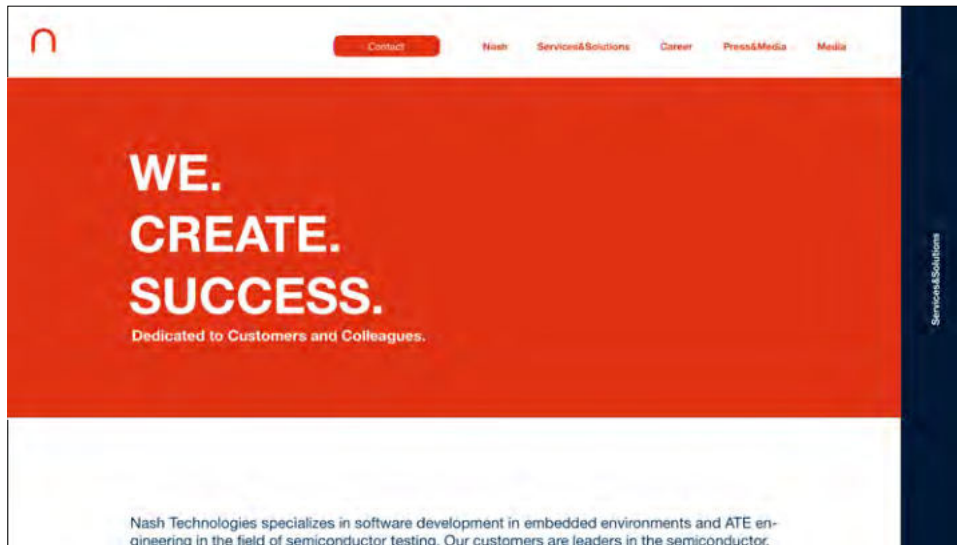 Contact
Nash
Services&Solutions
Career
Press&Media
Media
WE.
CREATE.
SUCCESS.
Dedicated to Customers and Colleagues.
Services&Solutions
Nash Technologies specializes in software development in embedded environments and ATE en-
gineering in the field of semiconductor testing. Our customers are leaders in the semiconductor,